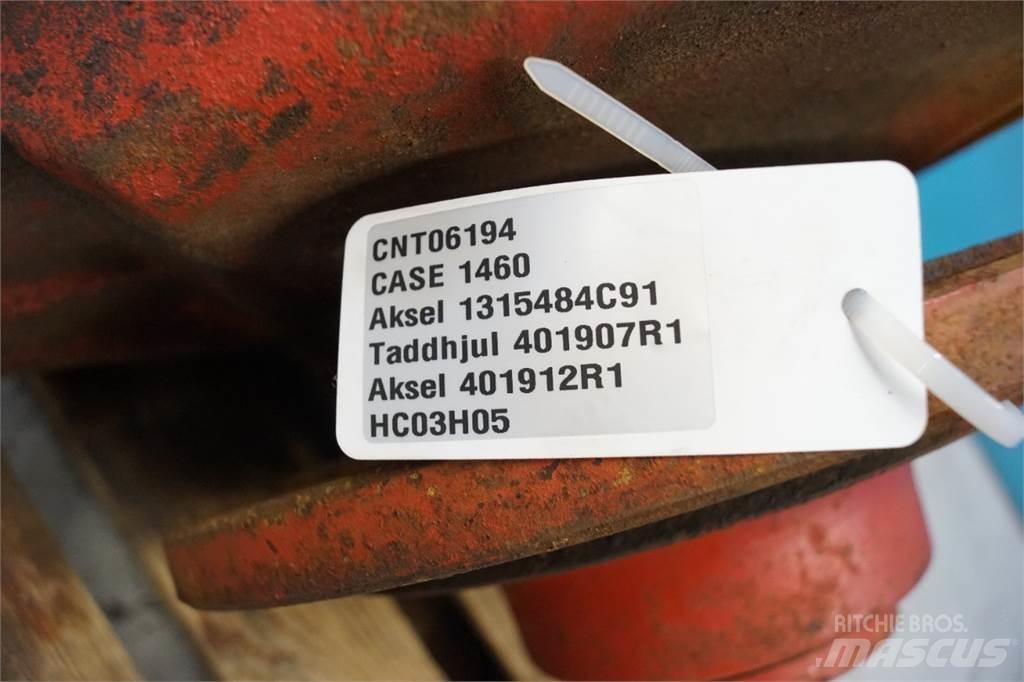 CNT06194
CASE 1460
Aksel 1315484C91
Taddhjul 401907R1
Aksel 401912R1
HC03H05
RITCHIE BROS.
MASCUS